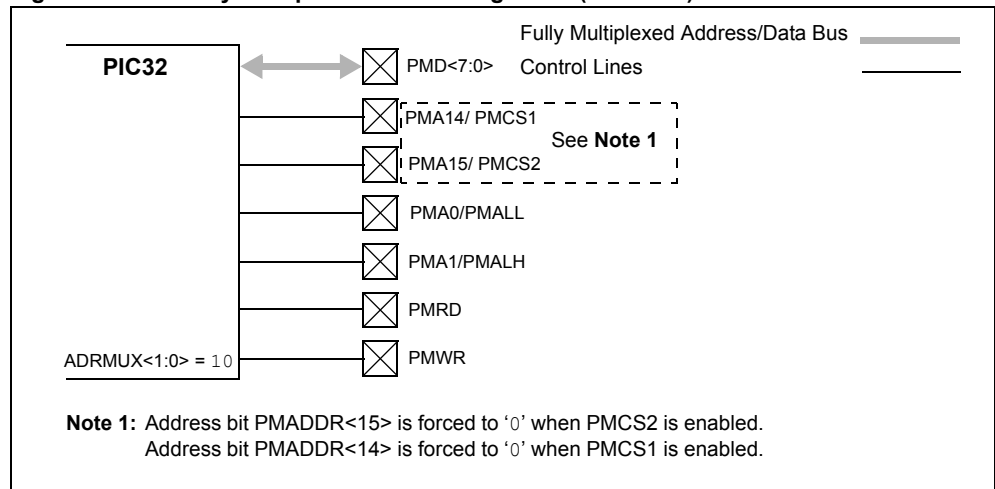 Fully Multiplexed Address/Data Bus
PIC32
PMD<7:0>
Control Lines
PMA14/ PMCS1
See Note 1
PMA15/ PMCS2
PMA0/PMALL
PMA1/PMALH
PMRD
ADRMUX<1:0> = 10
PMWR
Note 1: Address bit PMADDR<15> is forced to ‘0’ when PMCS2 is enabled.
Address bit PMADDR<14> is forced to ‘0’ when PMCS1 is enabled.